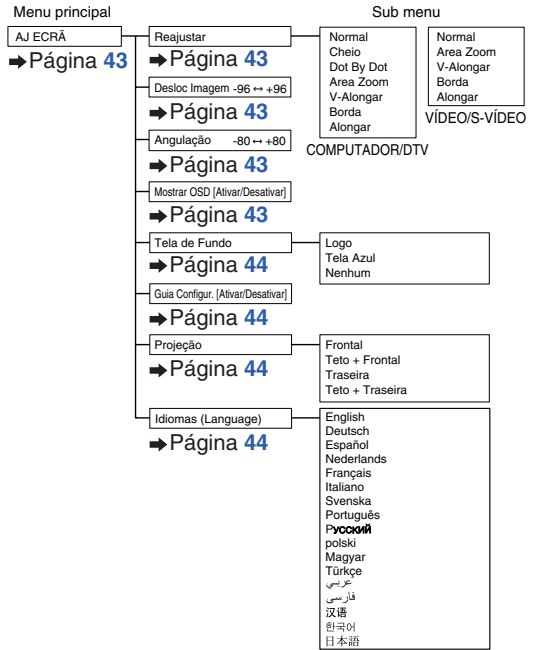 Menu principal
Sub menu
AJ ECRÃ
➡Página 43
Reajustar
➡Página 43
Normal
Cheio
Dot By Dot
Area Zoom
V-Alongar
Borda
Alongar
COMPUTADOR/DTV
Normal
Area Zoom
V-Alongar
Borda
Alongar
VÍDEO/S-VÍDEO
Desloc Imagem -96 ↔ +96
➡Página 43
Angulação -80 ↔ +80
➡Página 43
Mostrar OSD [Ativar/Desativar]
➡Página 43
Tela de Fundo
➡Página 44
Logo
Tela Azul
Nenhum
Guia Configur. [Ativar/Desativar]
➡Página 44
Projeção
➡Página 44
Frontal
Teto + Frontal
Traseira
Teto + Traseira
Idiomas (Language)
➡Página 44
English
Deutsch
Español
Nederlands
Français
Italiano
Svenska
Português
Русский
polski
Magyar
Türkçe
عربي
فارسی
汉语
한국어
日本語